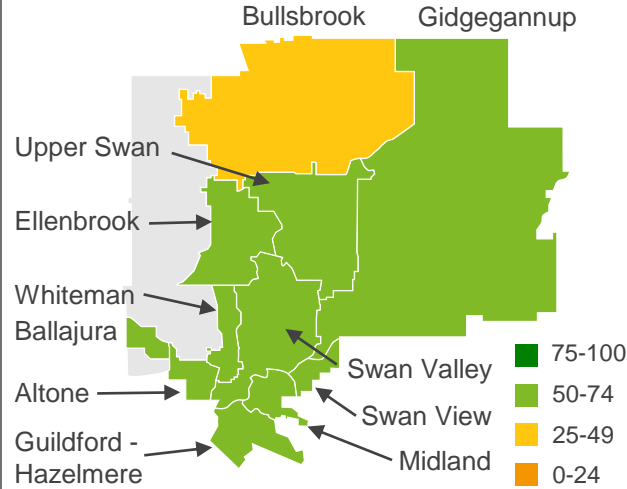 Bullsbrook
Gidgegannup
Upper Swan
Ellenbrook
Whiteman
Ballajura
Altone
Guildford -
Hazelmere
Swan Valley
Swan View
Midland
75-100
50-74
25-49
0-24